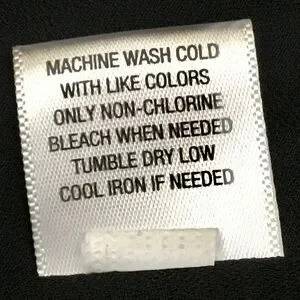 MACHINE WASH COLD
WITH LIKE COLORS
ONLY NON-CHLORINE
BLEACH WHEN NEEDED
TUMBLE DRY LOW
COOL IRON IF NEEDED